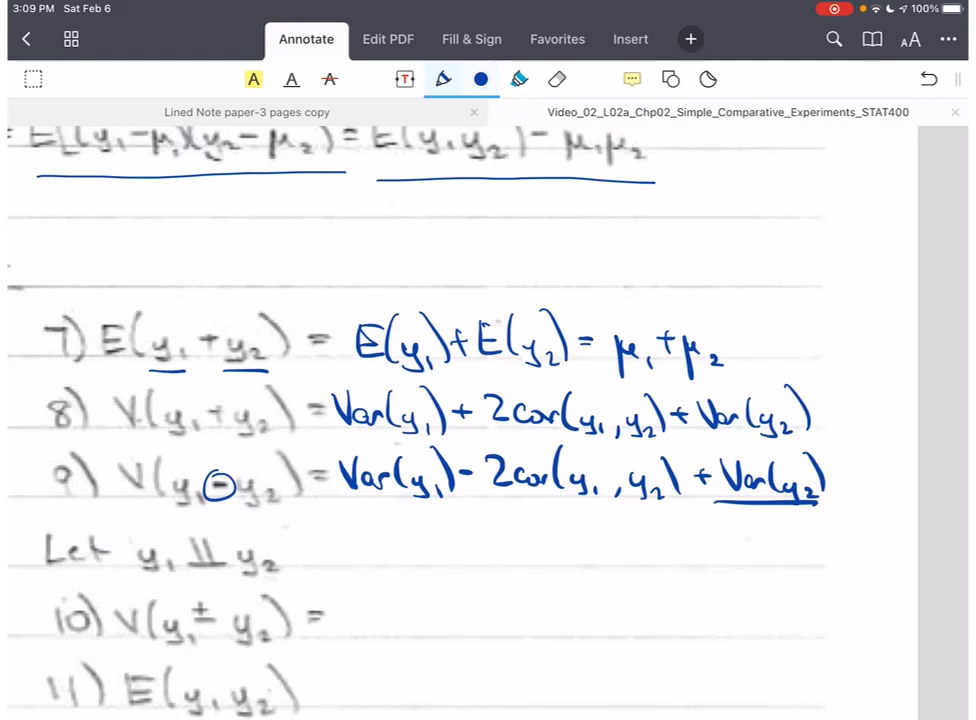 3:09 PM Sat Feb 6 100%
Annotate Edit PDF Fill & Sign Favorites Insert
A A T AA
Lined Note paper-3 pages copy Video_02_L02a_Chp02_Simple_Comparative_Experiments_STAT400
= E[(y₁-μ₁)(y₂-μ₂)] = E(y₁y₂) - μ₁μ₂
7) E(y₁+y₂) = E(y₁)+E(y₂) = μ₁+μ₂
8) V(y₁+y₂) = Var(y₁) + 2cov(y₁,y₂) + Var(y₂)
9) V(y₁-y₂) = Var(y₁) - 2cov(y₁,y₂) + Var(y₂)
Let y₁ ⫫ y₂
10) V(y₁ ± y₂) =
11) E(y₁y₂)